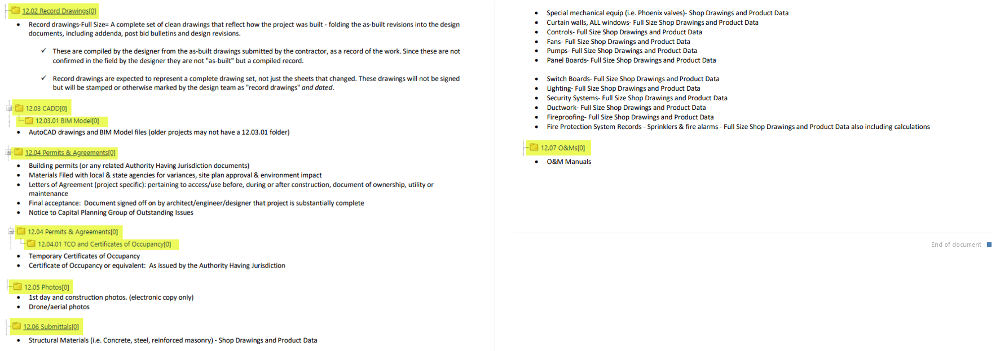 12.02 Record Drawings[0]
• Record drawings-Full Size= A complete set of clean drawings that reflect how the project was built - folding the as-built revisions into the design
documents, including addenda, post bid bulletins and design revisions.
✓ These are compiled by the designer from the as-built drawings submitted by the contractor, as a record of the work. Since these are not
confirmed in the field by the designer they are not "as-built" but a compiled record.
✓ Record drawings are expected to represent a complete drawing set, not just the sheets that changed. These drawings will not be signed
but will be stamped or otherwise marked by the design team as "record drawings" and dated.
12.03 CADD[0]
12.03.01 BIM Model[0]
• AutoCAD drawings and BIM Model files (older projects may not have a 12.03.01 folder)
12.04 Permits & Agreements[0]
• Building permits (or any related Authority Having Jurisdiction documents)
• Materials Filed with local & state agencies for variances, site plan approval & environment impact
• Letters of Agreement (project specific): pertaining to access/use before, during or after construction, document of ownership, utility or
maintenance
• Final acceptance: Document signed off on by architect/engineer/designer that project is substantially complete
• Notice to Capital Planning Group of Outstanding Issues
12.04 Permits & Agreements[0]
12.04.01 TCO and Certificates of Occupancy[0]
• Temporary Certificates of Occupancy
• Certificate of Occupancy or equivalent: As issued by the Authority Having Jurisdiction
12.05 Photos[0]
• 1st day and construction photos. (electronic copy only)
• Drone/aerial photos
12.06 Submittals[0]
• Structural Materials (i.e. Concrete, steel, reinforced masonry) - Shop Drawings and Product Data
• Special mechanical equip (i.e. Phoenix valves)- Shop Drawings and Product Data
• Curtain walls, ALL windows- Full Size Shop Drawings and Product Data
• Controls- Full Size Shop Drawings and Product Data
• Fans- Full Size Shop Drawings and Product Data
• Pumps- Full Size Shop Drawings and Product Data
• Panel Boards- Full Size Shop Drawings and Product Data
• Switch Boards- Full Size Shop Drawings and Product Data
• Lighting- Full Size Shop Drawings and Product Data
• Security Systems- Full Size Shop Drawings and Product Data
• Ductwork- Full Size Shop Drawings and Product Data
• Fireproofing- Full Size Shop Drawings and Product Data
• Fire Protection System Records - Sprinklers & fire alarms - Full Size Shop Drawings and Product Data also including calculations
12.07 O&Ms[0]
• O&M Manuals
End of document